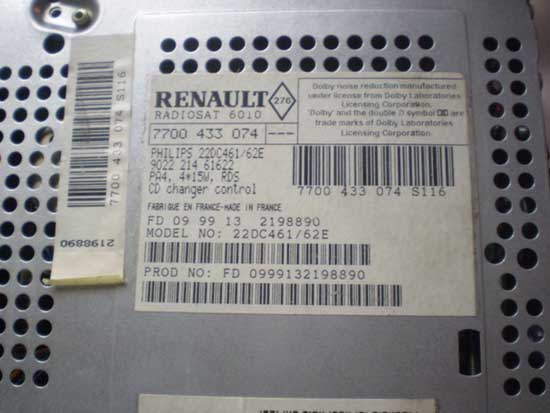 RENAULT 276
RADIOSAT 6010
7700 433 074 ---
Dolby noise reduction manufactured
under license from Dolby Laboratories
Licensing Corporation.
'Dolby' and the double D symbol are
trade marks of Dolby Laboratories
Licensing Corporation.
PHILIPS 22DC461/62E
9022 214 61622
PA4, 4*15W, RDS
CD changer control
7700 433 074 S116
FABRIQUE EN FRANCE-MADE IN FRANCE
FD 09 99 13 2198890
MODEL NO: 22DC461/62E
PROD NO: FD 0999132198890
7700 433 074 S116
2198890